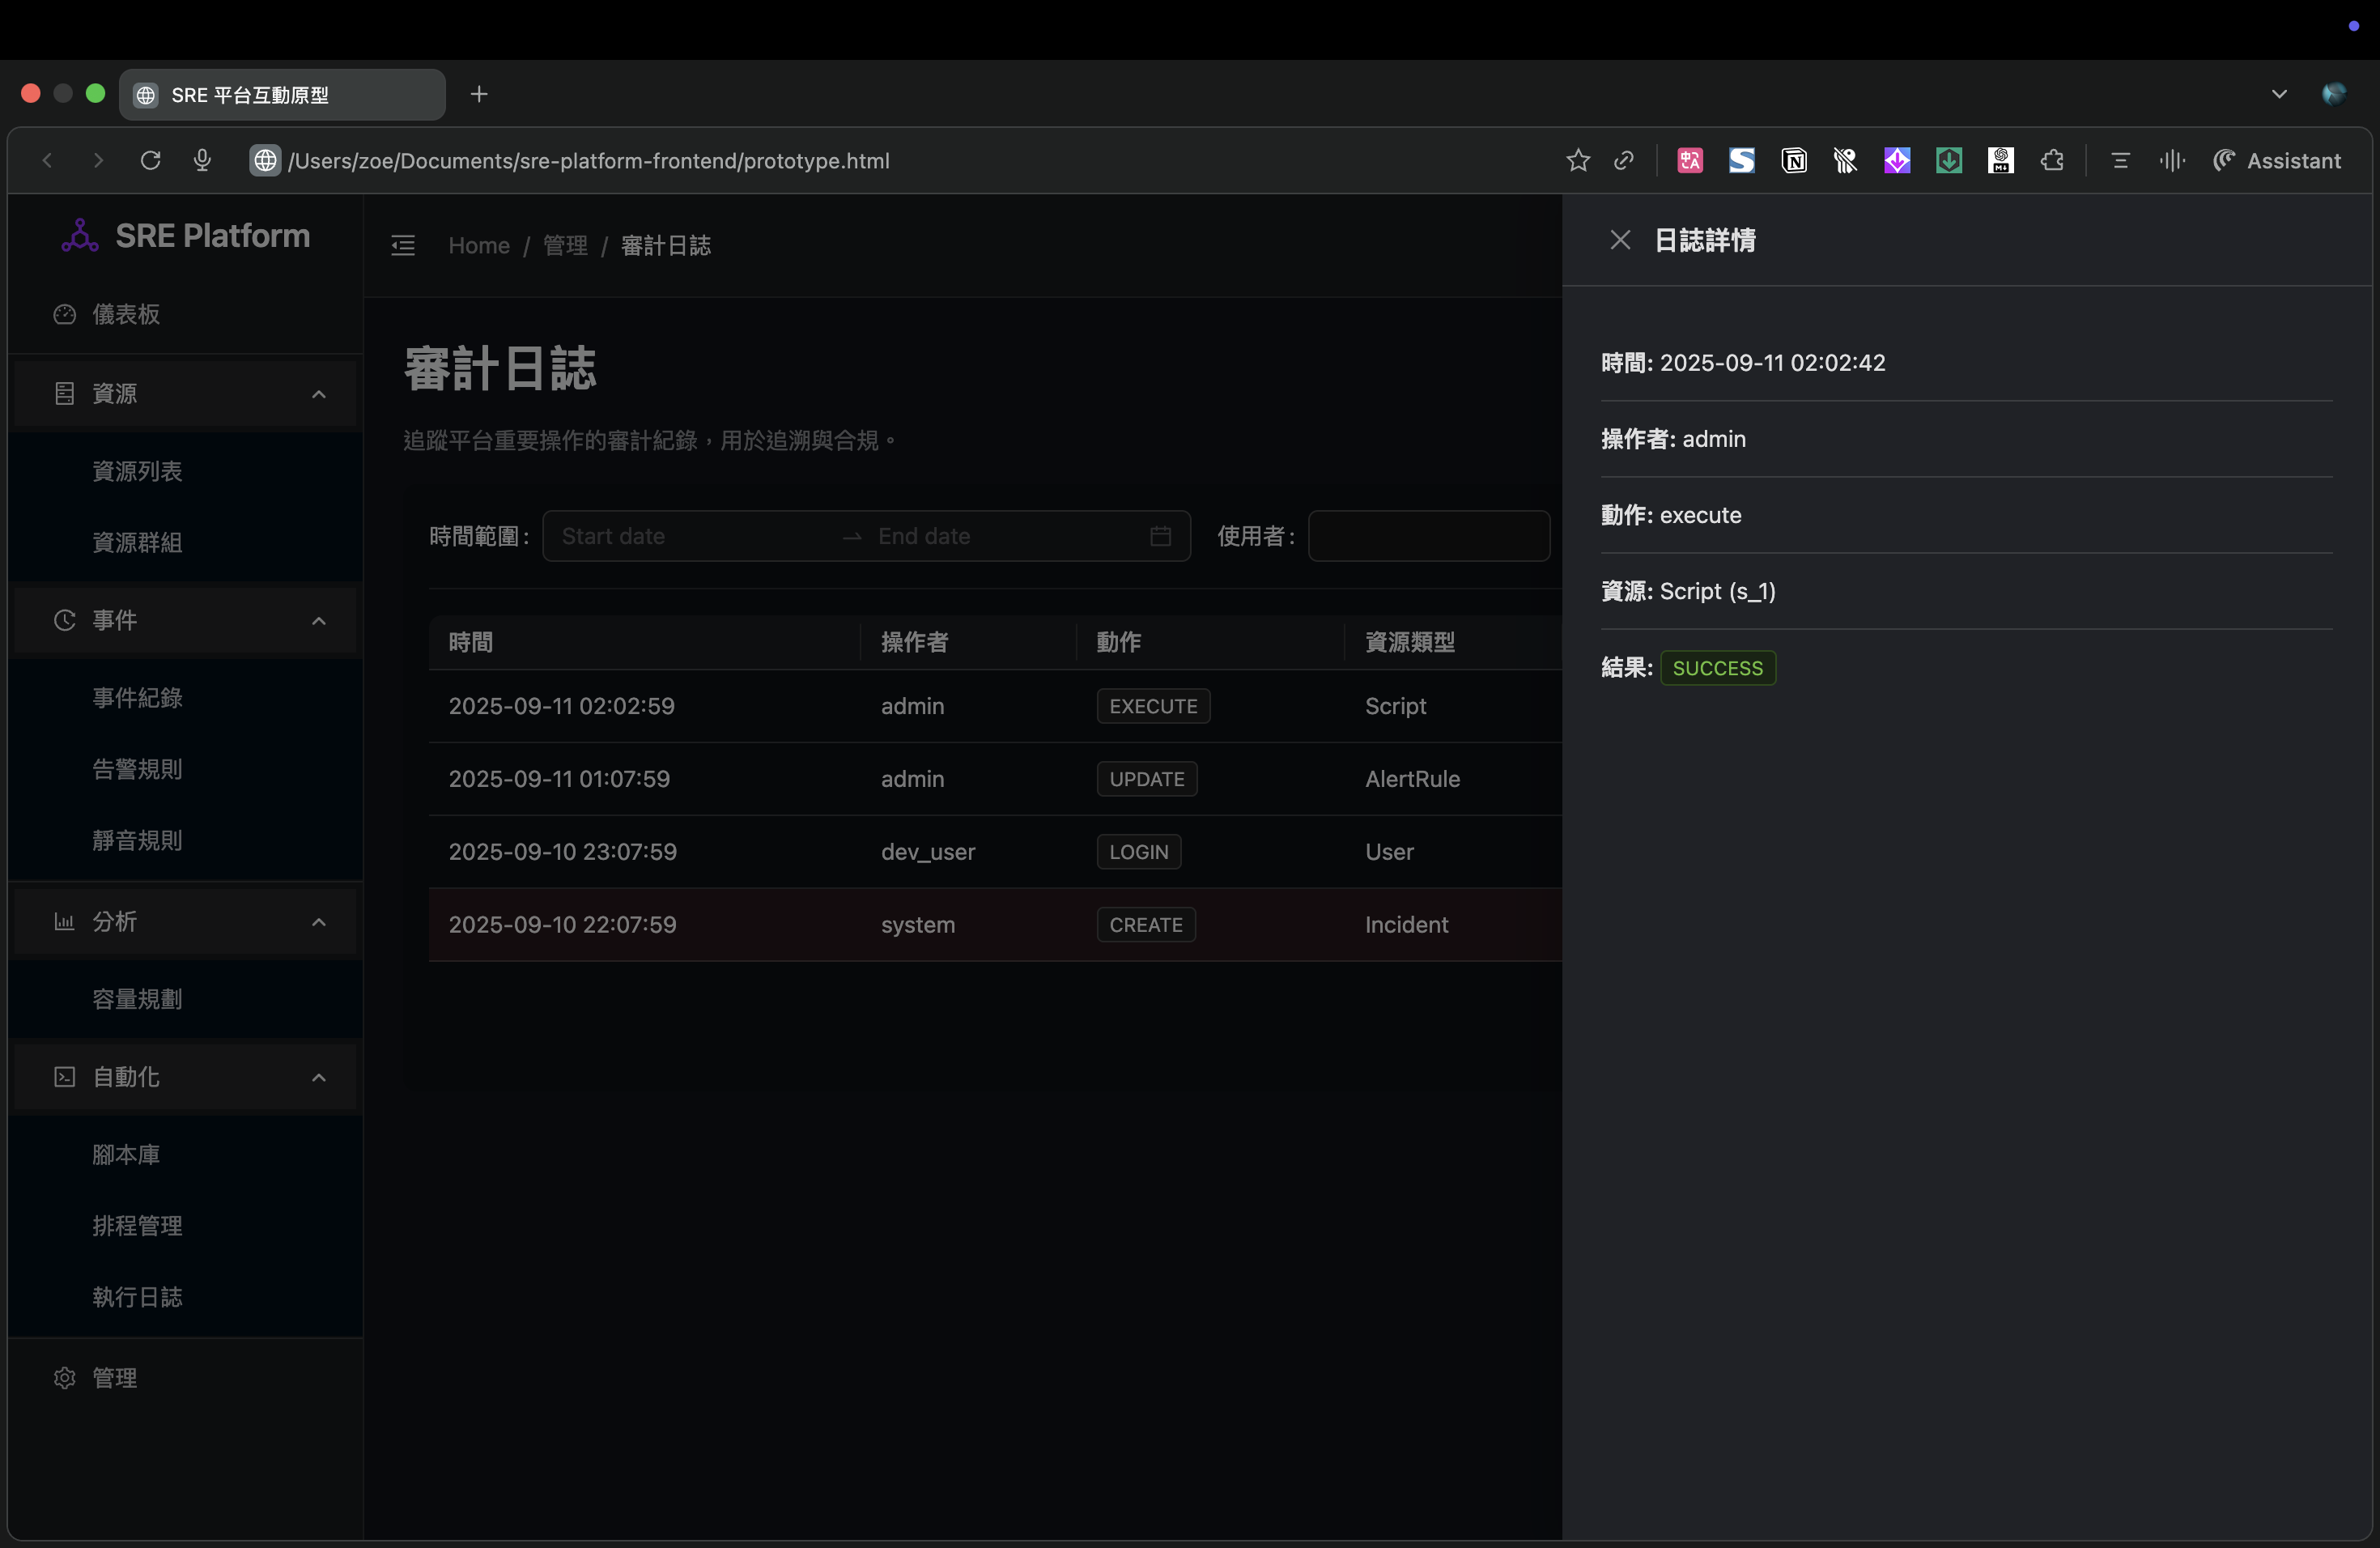 SRE 平台互動原型
/Users/zoe/Documents/sre-platform-frontend/prototype.html
Assistant
SRE Platform
儀表板
資源
資源列表
資源群組
事件
事件紀錄
告警規則
靜音規則
分析
容量規劃
自動化
腳本庫
排程管理
執行日誌
管理
Home / 管理 / 審計日誌
審計日誌
追蹤平台重要操作的審計紀錄，用於追溯與合規。
時間範圍: Start date → End date 使用者:
時間 操作者 動作 資源類型
2025-09-11 02:02:59 admin EXECUTE Script
2025-09-11 01:07:59 admin UPDATE AlertRule
2025-09-10 23:07:59 dev_user LOGIN User
2025-09-10 22:07:59 system CREATE Incident
日誌詳情
時間: 2025-09-11 02:02:42
操作者: admin
動作: execute
資源: Script (s_1)
結果: SUCCESS